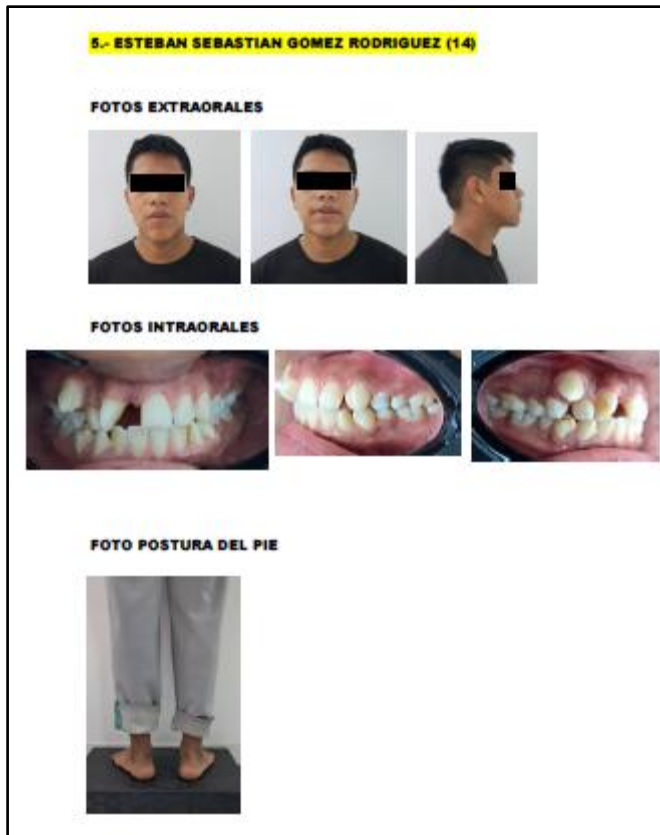 5.- ESTEBAN SEBASTIAN GOMEZ RODRIGUEZ (14)
FOTOS EXTRAORALES
FOTOS INTRAORALES
FOTO POSTURA DEL PIE